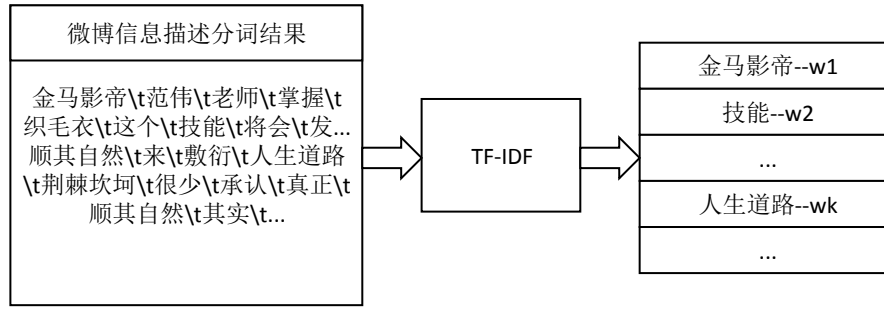 微博信息描述分词结果
金马影帝\t范伟\t老师\t掌握\t
织毛衣\t这个\t技能\t将会\t发...
顺其自然\t来\t敷衍\t人生道路
\t荆棘坎坷\t很少\t承认\t真正\t
顺其自然\t其实\t...
TF-IDF
金马影帝--w1
技能--w2
...
人生道路--wk
...